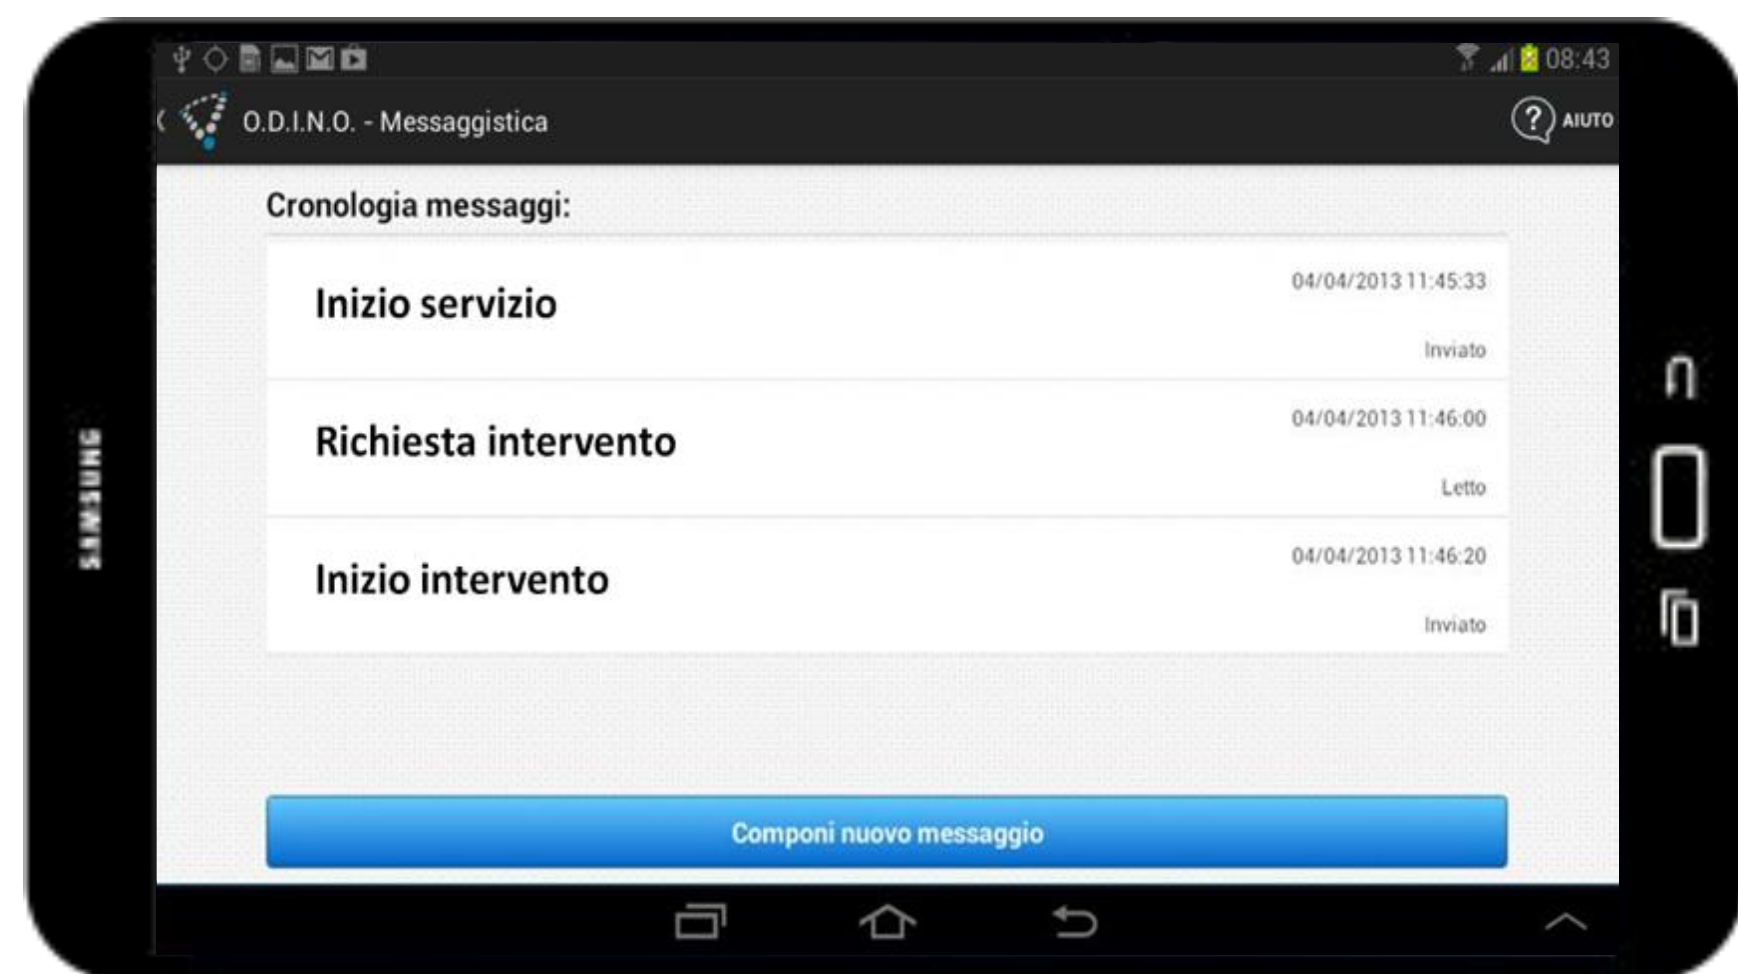 08:43
O.D.I.N.O. - Messaggistica
AIUTO
Cronologia messaggi:
Inizio servizio
04/04/2013 11:45:33
Inviato
Richiesta intervento
04/04/2013 11:46:00
Letto
Inizio intervento
04/04/2013 11:46:20
Inviato
Componi nuovo messaggio
SAMSUNG